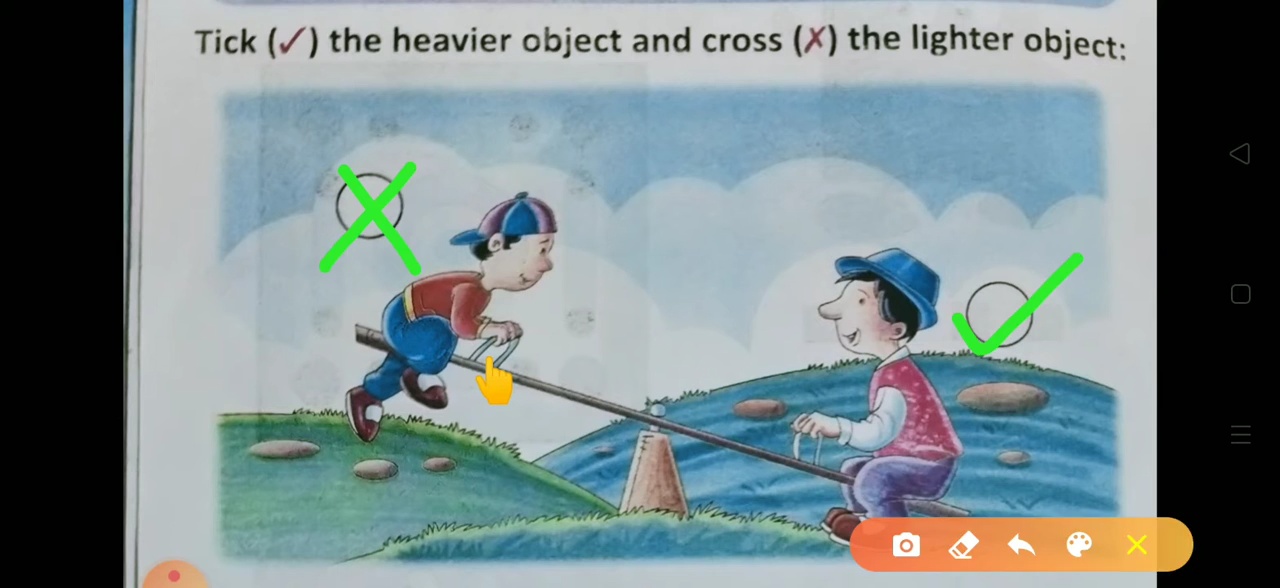 Tick (✓) the heavier object and cross (✗) the lighter object: